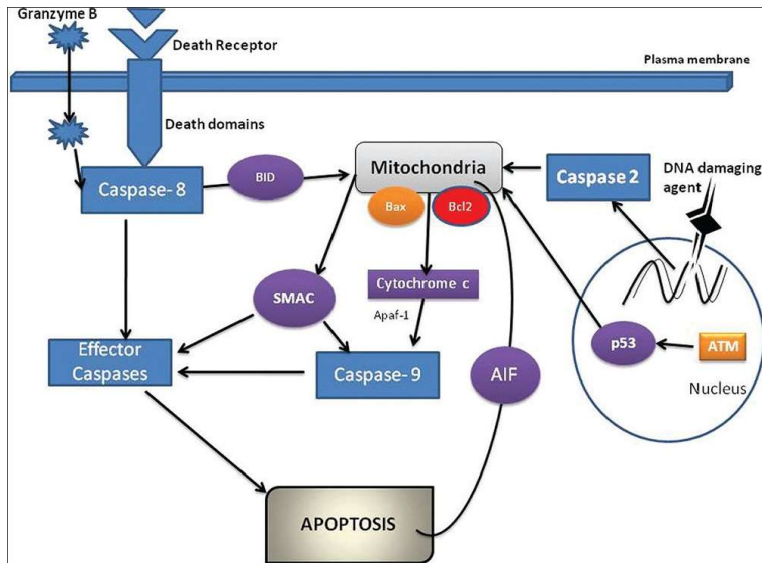 Granzyme B
Death Receptor
Plasma membrane
Death domains
Caspase- 8
BID
Mitochondria
Bax
Bcl2
Caspase 2
DNA damaging
agent
SMAC
Cytochrome c
Apaf-1
Effector
Caspases
Caspase- 9
AIF
p53
ATM
Nucleus
APOPTOSIS